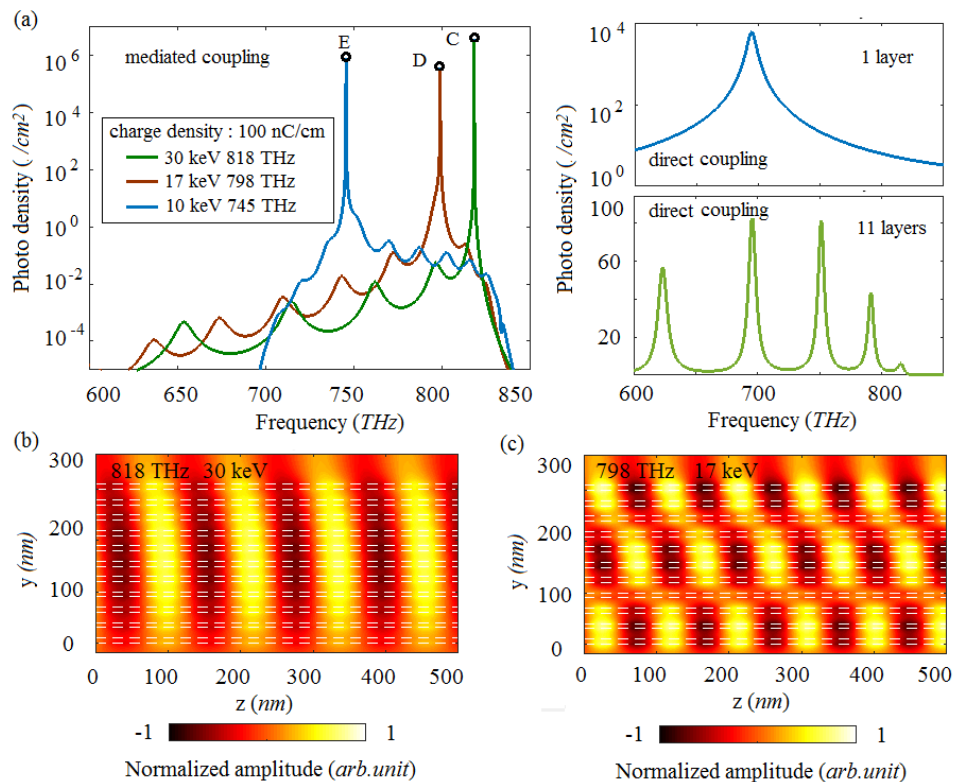 (a)
mediated coupling
E
D
C
charge density : 100 nC/cm
30 keV 818 THz
17 keV 798 THz
10 keV 745 THz
Photo density ( /cm2)
10^6
10^4
10^2
10^0
10^-2
10^-4
600 650 700 750 800 850
Frequency (THz)
1 layer
direct coupling
Photo density ( /cm2)
10^4
10^2
10^0
direct coupling
11 layers
100
60
20
600 700 800
Frequency (THz)
(b)
818 THz 30 keV
y (nm)
300
200
100
0
0 100 200 300 400 500
z (nm)
-1 1
Normalized amplitude (arb.unit)
(c)
798 THz 17 keV
y (nm)
300
200
100
0
0 100 200 300 400 500
z (nm)
-1 1
Normalized amplitude (arb.unit)